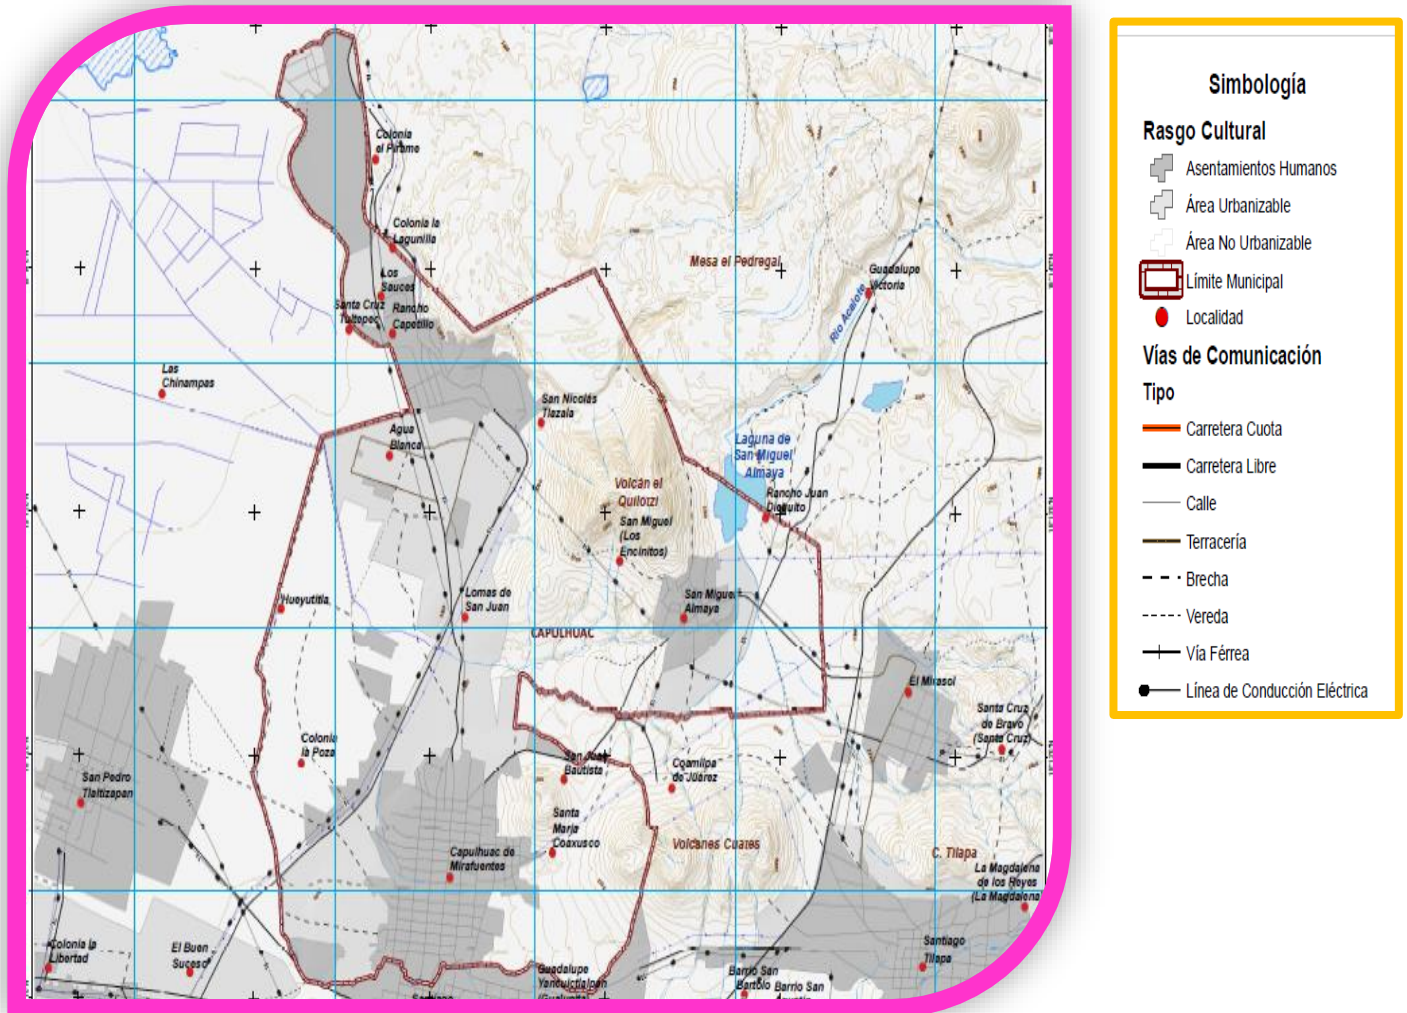 Colonia
el Pirame
Colonia la
Lagunilla
Los
Sauces
Santa Cruz
Tultepec
Rancho
Capetillo
Mesa el Pedregal
Guadalupe
Victoria
Río Acalote
Las
Chinampas
San Nicolás
Tlazala
Agua
Blanca
Laguna de
San Miguel
Almaya
Volcán el
Quilotzi
Rancho Juan
Dieguito
San Miguel
(Los
Encinitos)
Hueyutitla
Lomas de
San Juan
San Miguel
Almaya
CAPULHUAC
El Mirasol
Santa Cruz
de Bravo
(Santa Cruz)
Colonia
la Poza
San Juan
Bautista
Coamilpa
de Juárez
San Pedro
Tlaltizapan
Santa
María
Coaxusco
Volcanes Cuates
Capulhuac de
Mirafuentes
C. Tilapa
La Magdalena
de los Reyes
(La Magdalena)
Colonia la
Libertad
El Buen
Suceso
Santiago
Tilapa
Guadalupe
Yancuictlalpan
Barrio San
Bartolo
Barrio San
Santiago
Simbología
Rasgo Cultural
Asentamientos Humanos
Área Urbanizable
Área No Urbanizable
Límite Municipal
Localidad
Vías de Comunicación
Tipo
Carretera Cuota
Carretera Libre
Calle
Terracería
Brecha
Vereda
Vía Férrea
Línea de Conducción Eléctrica